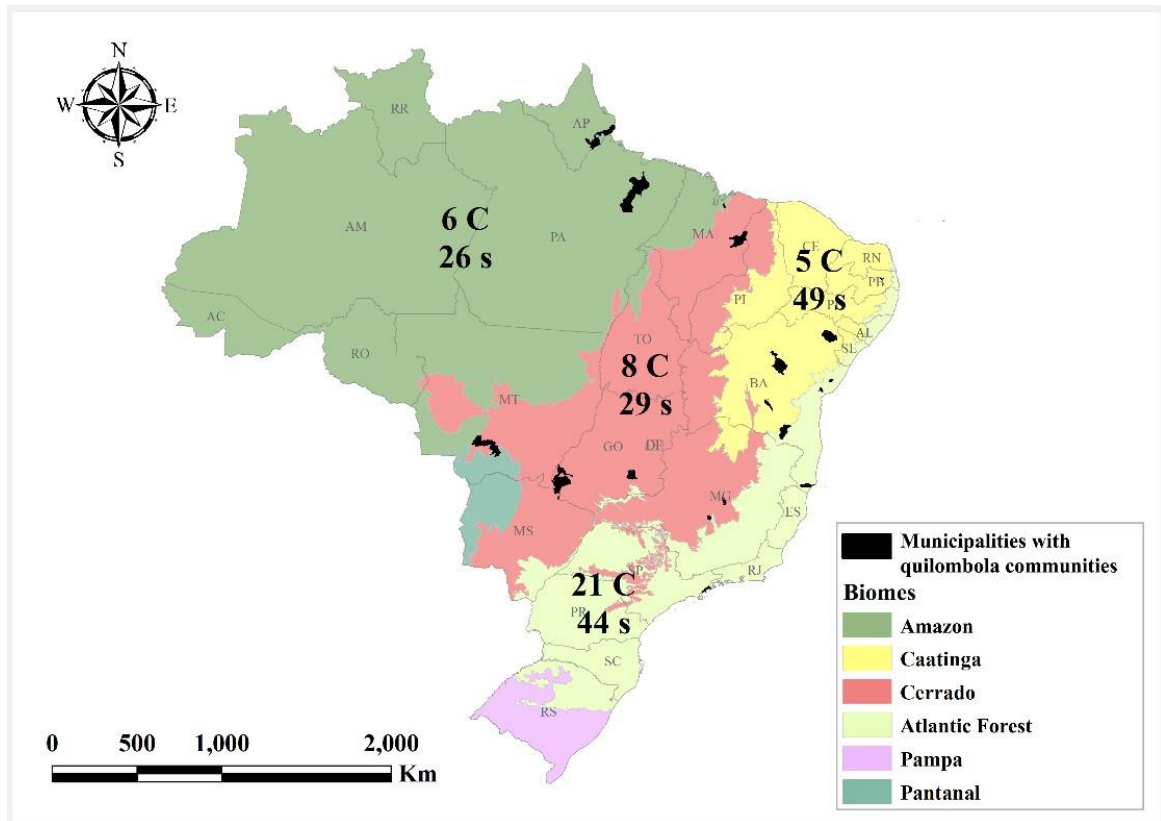 N
W E
S
RR
AP
AM
6 C
26 s
PA
MA
CE
RN
5 C
49 s
PB
PI
AC
RO
TO
AL
8 C
29 s
BA
MT
GO
DF
MG
MS
ES
SP
RJ
21 C
44 s
PR
SC
RS
0 500 1,000 2,000
Km
Municipalities with
quilombola communities
Biomes
Amazon
Caatinga
Cerrado
Atlantic Forest
Pampa
Pantanal